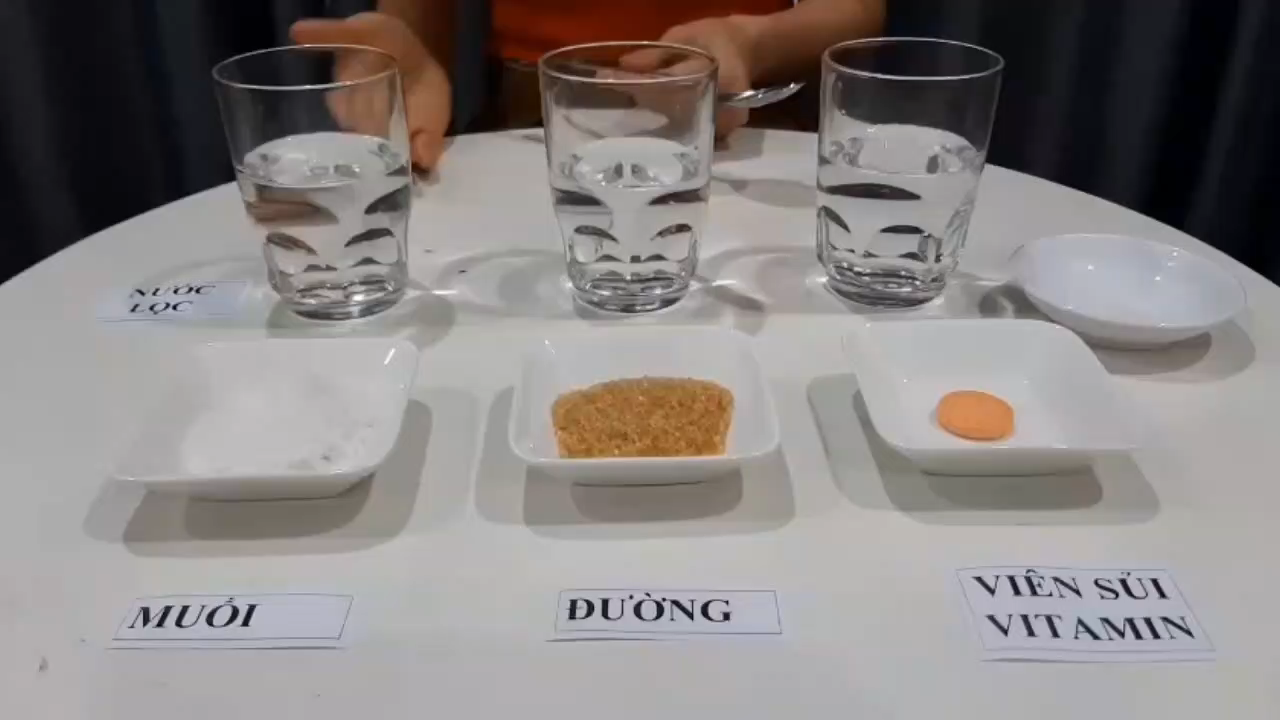 NƯỚC
LỌC
MUỐI
ĐƯỜNG
VIÊN SỦI
VITAMIN